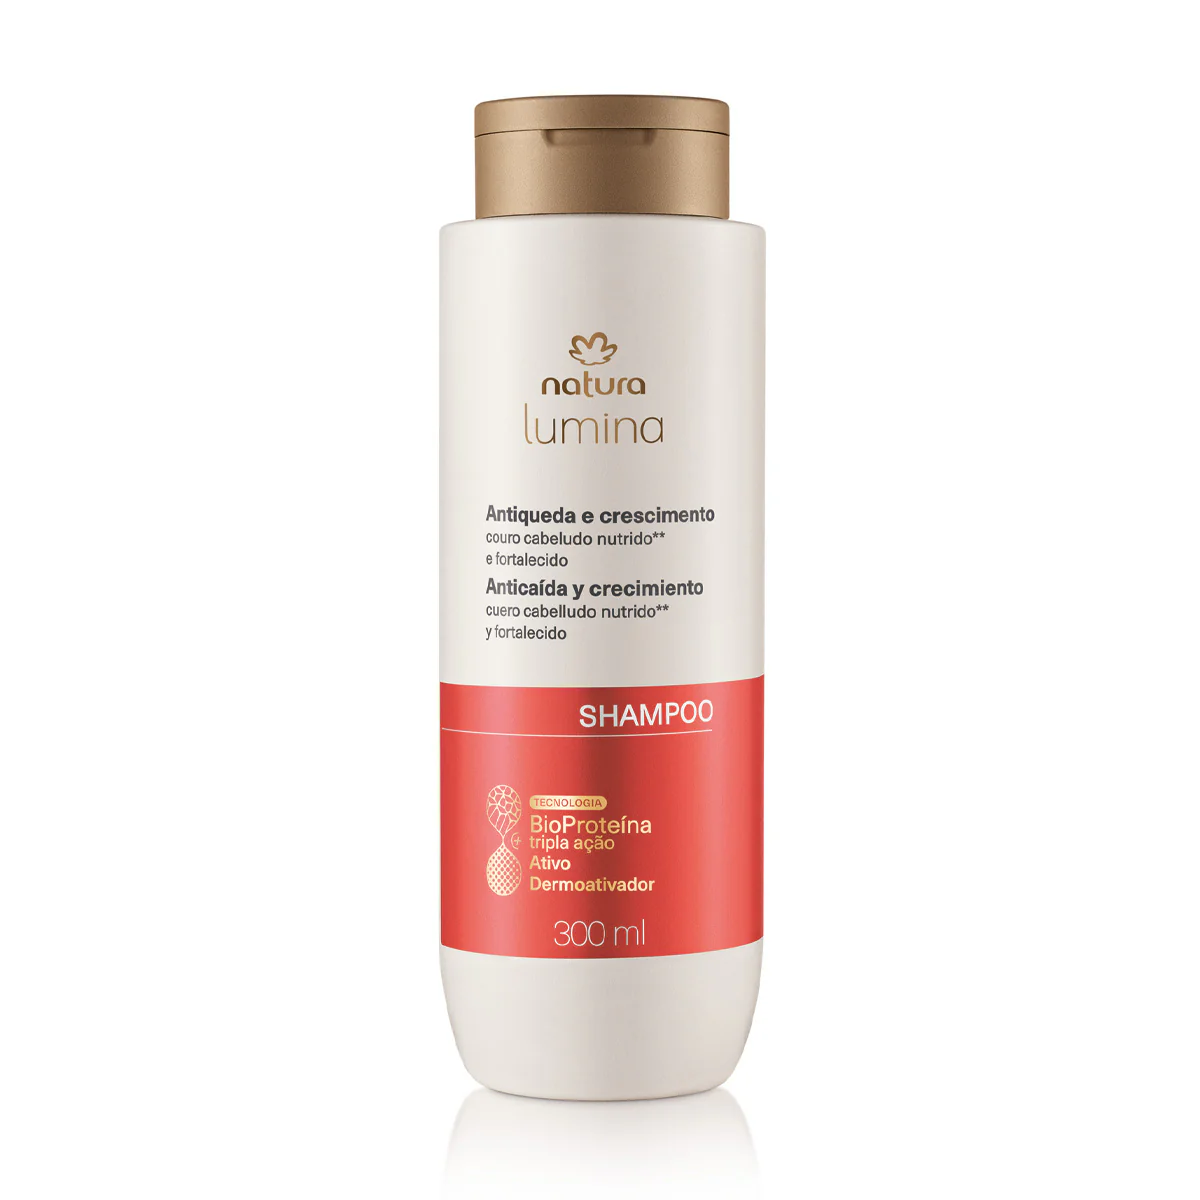 natura
lumina
Antiqueda e crescimento
couro cabeludo nutrido**
e fortalecido
Anticaída y crecimiento
cuero cabelludo nutrido**
y fortalecido
SHAMPOO
TECNOLOGIA
BioProteína
tripla ação
+
Ativo
Dermoativador
300 ml